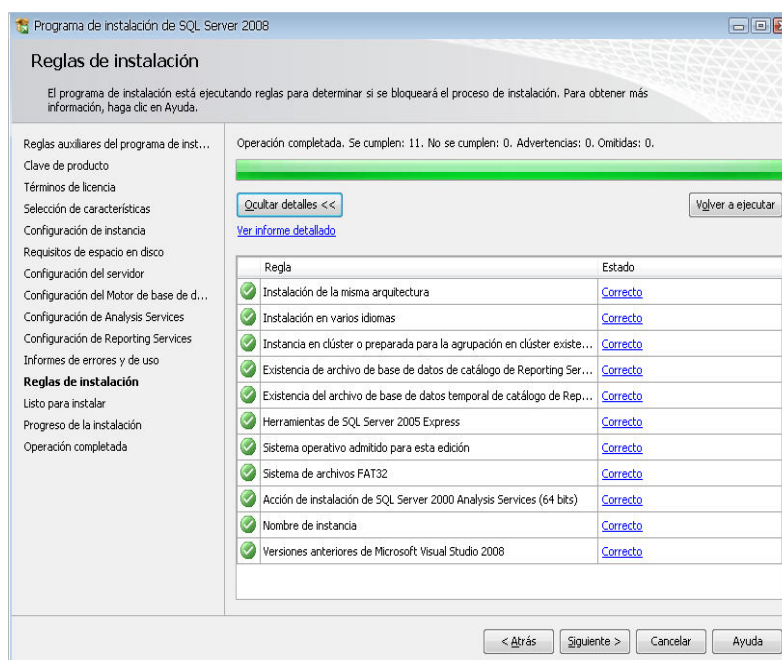 Programa de instalación de SQL Server 2008
Reglas de instalación
El programa de instalación está ejecutando reglas para determinar si se bloqueará el proceso de instalación. Para obtener más
información, haga clic en Ayuda.
Reglas auxiliares del programa de inst...
Clave de producto
Términos de licencia
Selección de características
Configuración de instancia
Requisitos de espacio en disco
Configuración del servidor
Configuración del Motor de base de d...
Configuración de Analysis Services
Configuración de Reporting Services
Informes de errores y de uso
Reglas de instalación
Listo para instalar
Progreso de la instalación
Operación completada
Operación completada. Se cumplen: 11. No se cumplen: 0. Advertencias: 0. Omitidas: 0.
Ocultar detalles <<
Volver a ejecutar
Ver informe detallado
Regla Estado
Instalación de la misma arquitectura Correcto
Instalación en varios idiomas Correcto
Instancia en clúster o preparada para la agrupación en clúster existe... Correcto
Existencia de archivo de base de datos de catálogo de Reporting Ser... Correcto
Existencia del archivo de base de datos temporal de catálogo de Rep... Correcto
Herramientas de SQL Server 2005 Express Correcto
Sistema operativo admitido para esta edición Correcto
Sistema de archivos FAT32 Correcto
Acción de instalación de SQL Server 2000 Analysis Services (64 bits) Correcto
Nombre de instancia Correcto
Versiones anteriores de Microsoft Visual Studio 2008 Correcto
< Atrás
Siguiente >
Cancelar
Ayuda